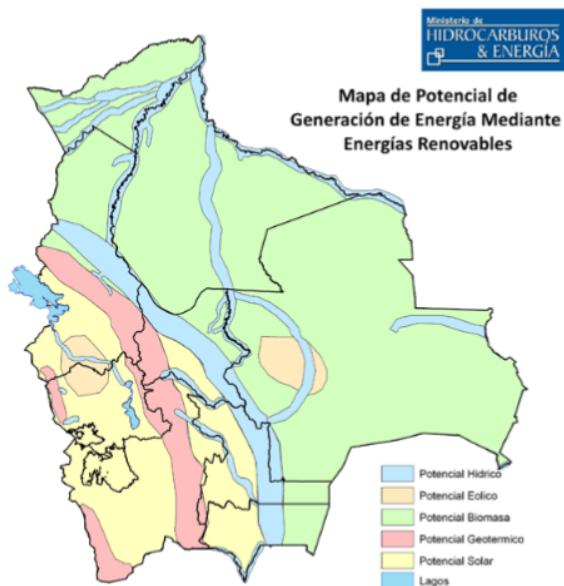 Ministerio de
HIDROCARBUROS
& ENERGÍA
Mapa de Potencial de
Generación de Energía Mediante
Energías Renovables
Potencial Hidrico
Potencial Eolico
Potencial Biomasa
Potencial Geotermico
Potencial Solar
Lagos